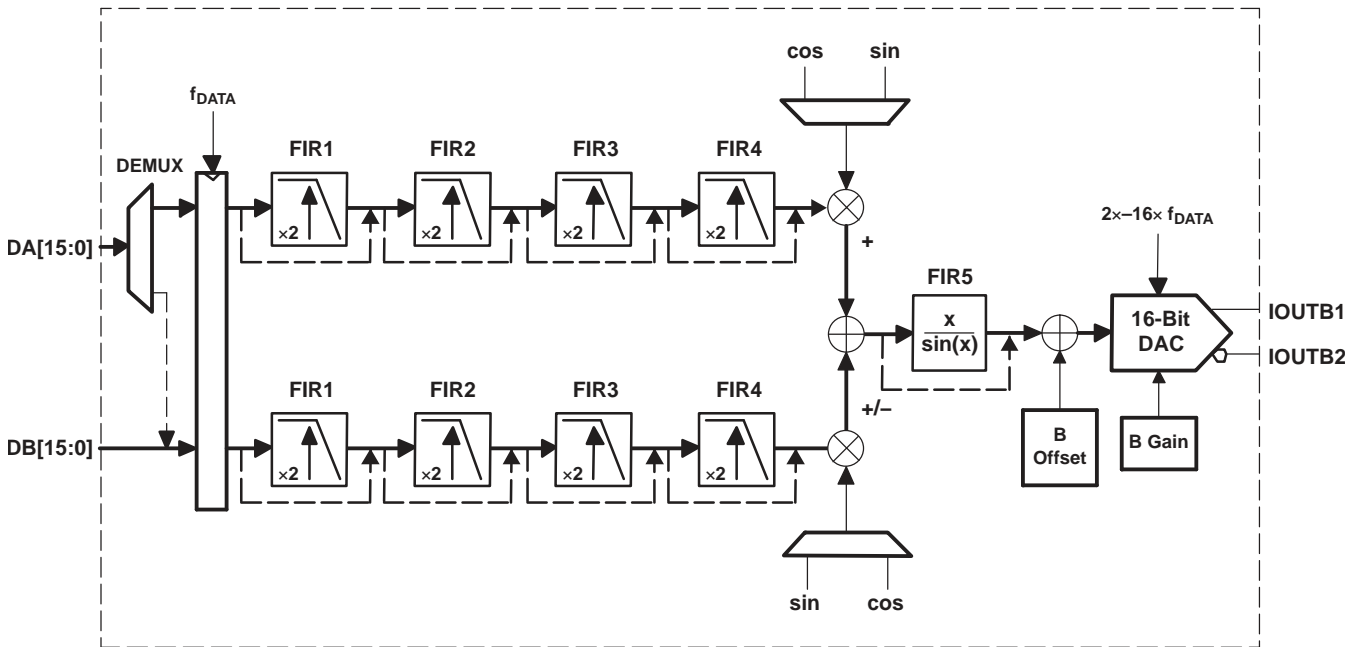 cos sin
f_DATA
DEMUX
FIR1 FIR2 FIR3 FIR4
×2 ×2 ×2 ×2
DA[15:0]
+
2×–16× f_DATA
FIR5
x
sin(x)
16-Bit
DAC
IOUTB1
IOUTB2
FIR1 FIR2 FIR3 FIR4
+/–
DB[15:0]
×2 ×2 ×2 ×2
B
Offset
B Gain
sin cos